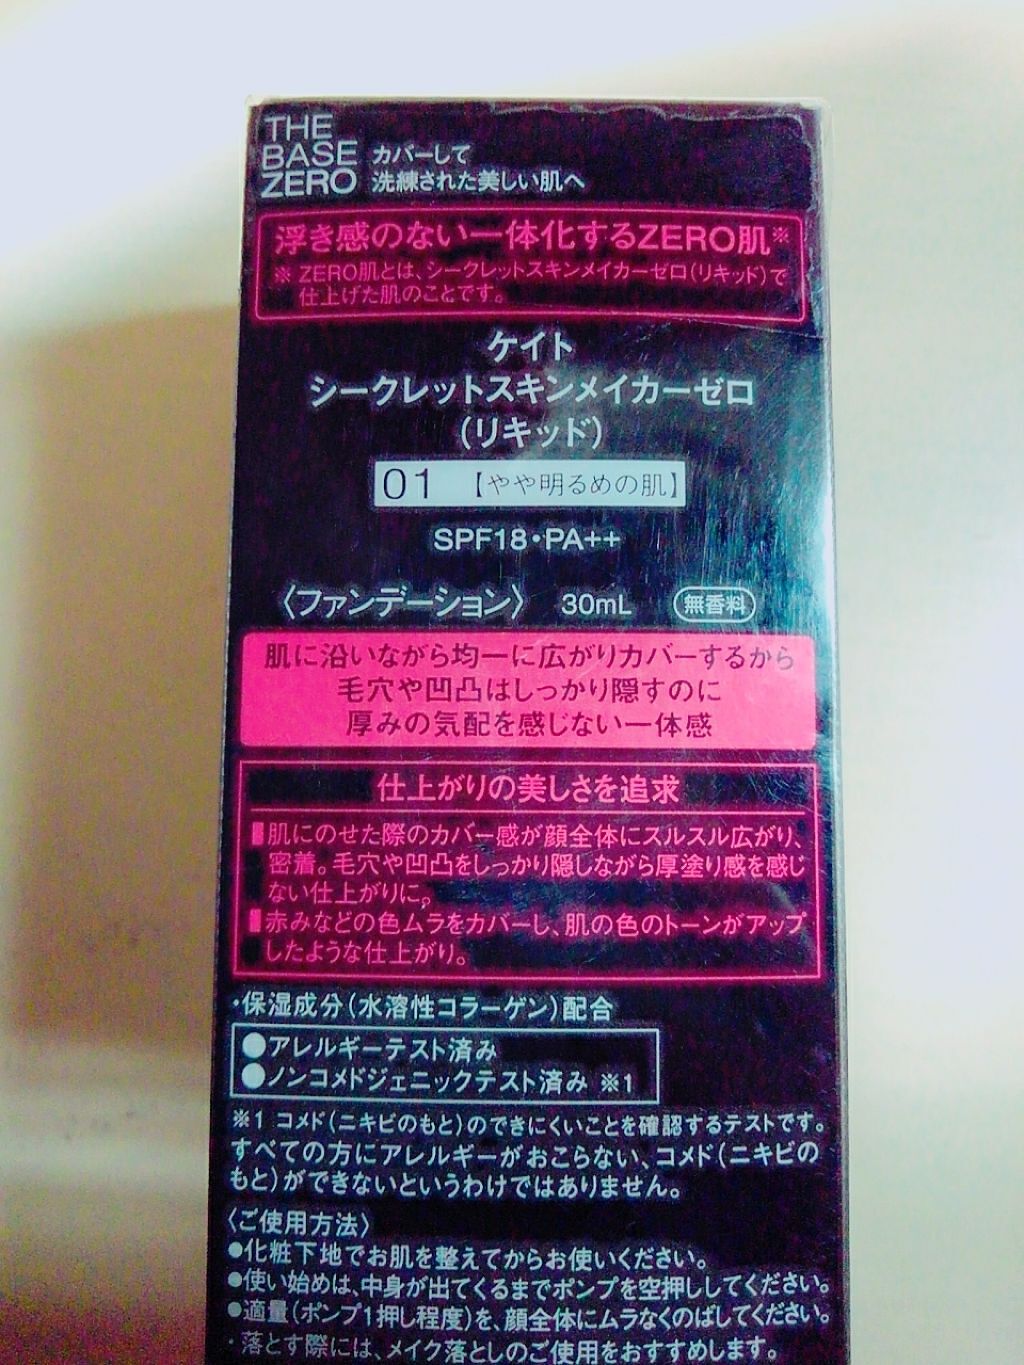 THE
BASE
ZERO
カバーして
洗練された美しい肌へ
浮き感のない一体化するZERO肌※
※ ZERO肌とは、シークレットスキンメイカーゼロ(リキッド)で
仕上げた肌のことです。
ケイト
シークレットスキンメイカーゼロ
(リキッド)
01 【やや明るめの肌】
SPF18・PA++
〈ファンデーション〉 30mL 無香料
肌に沿いながら均一に広がりカバーするから
毛穴や凹凸はしっかり隠すのに
厚みの気配を感じない一体感
仕上がりの美しさを追求
■肌にのせた際のカバー感が顔全体にスルスル広がり、
密着。毛穴や凹凸をしっかり隠しながら厚塗り感を感じ
ない仕上がりに。
■赤みなどの色ムラをカバーし、肌の色のトーンがアップ
したような仕上がり。
・保湿成分(水溶性コラーゲン)配合
●アレルギーテスト済み
●ノンコメドジェニックテスト済み ※1
※1 コメド(ニキビのもと)のできにくいことを確認するテストです。
すべての方にアレルギーがおこらない、コメド(ニキビの
もと)ができないというわけではありません。
〈ご使用方法〉
●化粧下地でお肌を整えてからお使いください。
●使い始めは、中身が出てくるまでポンプを空押ししてください。
●適量(ポンプ1押し程度)を、顔全体にムラなくのばしてください。
・落とす際には、メイク落としのご使用をおすすめします。